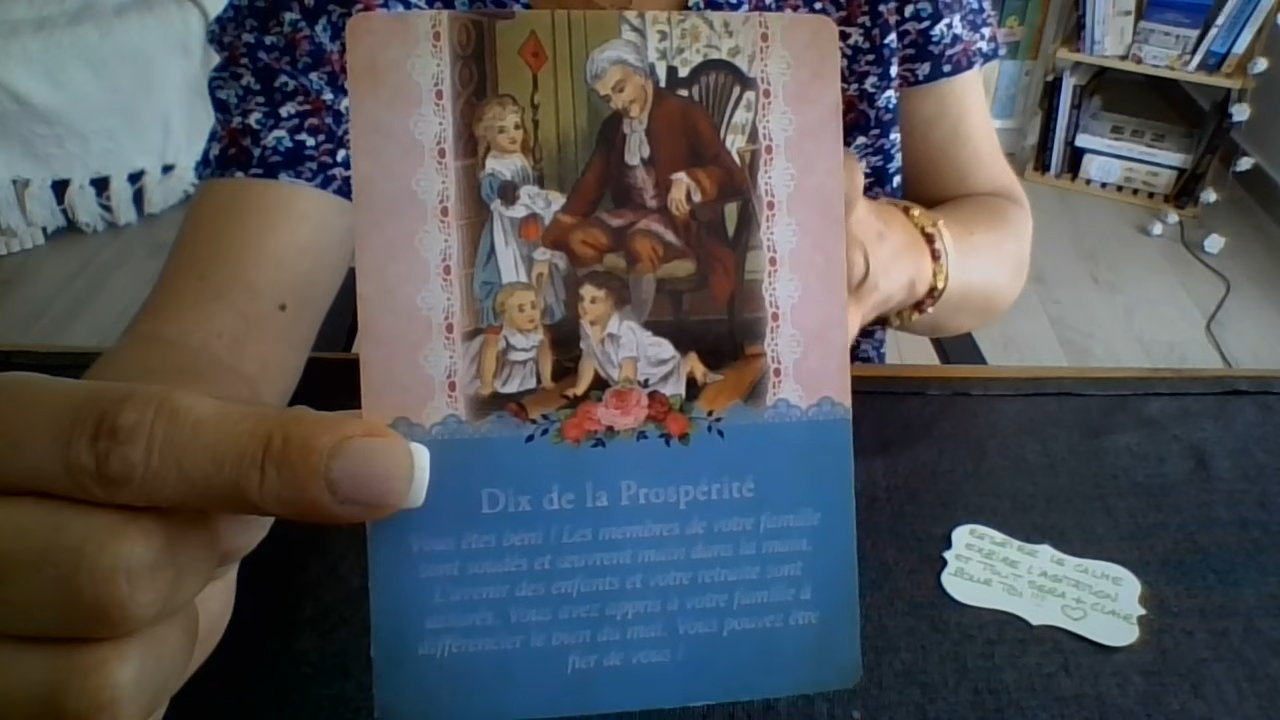 Dix de la Prospérité
Vous êtes béni ! Les membres de votre famille
sont soudés et œuvrent main dans la main.
L'avenir des enfants et votre retraite sont
assurés. Vous avez appris à votre famille à
différencier le bien du mal. Vous pouvez être
fier de vous !
RESPIRE LE CALME
EXPIRE L'AGITATION
ET TOUT SERA + CLAIR
POUR TOI !!! ♡